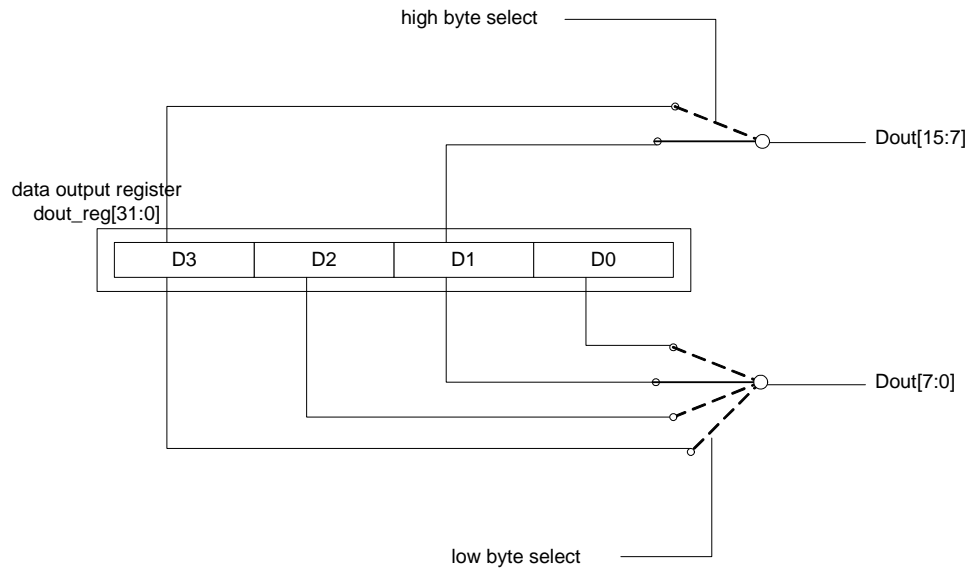 high byte select
Dout[15:7]
data output register
dout_reg[31:0]
D3 D2 D1 D0
Dout[7:0]
low byte select